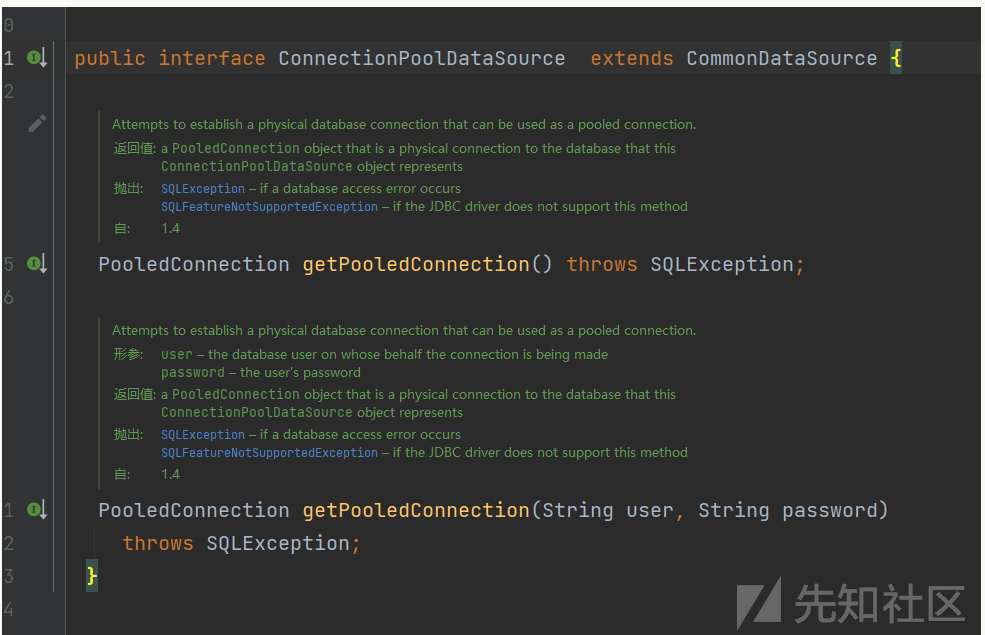 0
1 public interface ConnectionPoolDataSource  extends CommonDataSource {
2
Attempts to establish a physical database connection that can be used as a pooled connection.
返回值: a PooledConnection object that is a physical connection to the database that this
ConnectionPoolDataSource object represents
抛出: SQLException – if a database access error occurs
SQLFeatureNotSupportedException – if the JDBC driver does not support this method
自: 1.4
5 PooledConnection getPooledConnection() throws SQLException;
6
Attempts to establish a physical database connection that can be used as a pooled connection.
形参: user – the database user on whose behalf the connection is being made
password – the user's password
返回值: a PooledConnection object that is a physical connection to the database that this
ConnectionPoolDataSource object represents
抛出: SQLException – if a database access error occurs
SQLFeatureNotSupportedException – if the JDBC driver does not support this method
自: 1.4
1 PooledConnection getPooledConnection(String user, String password)
2 throws SQLException;
3 }
4
先知社区